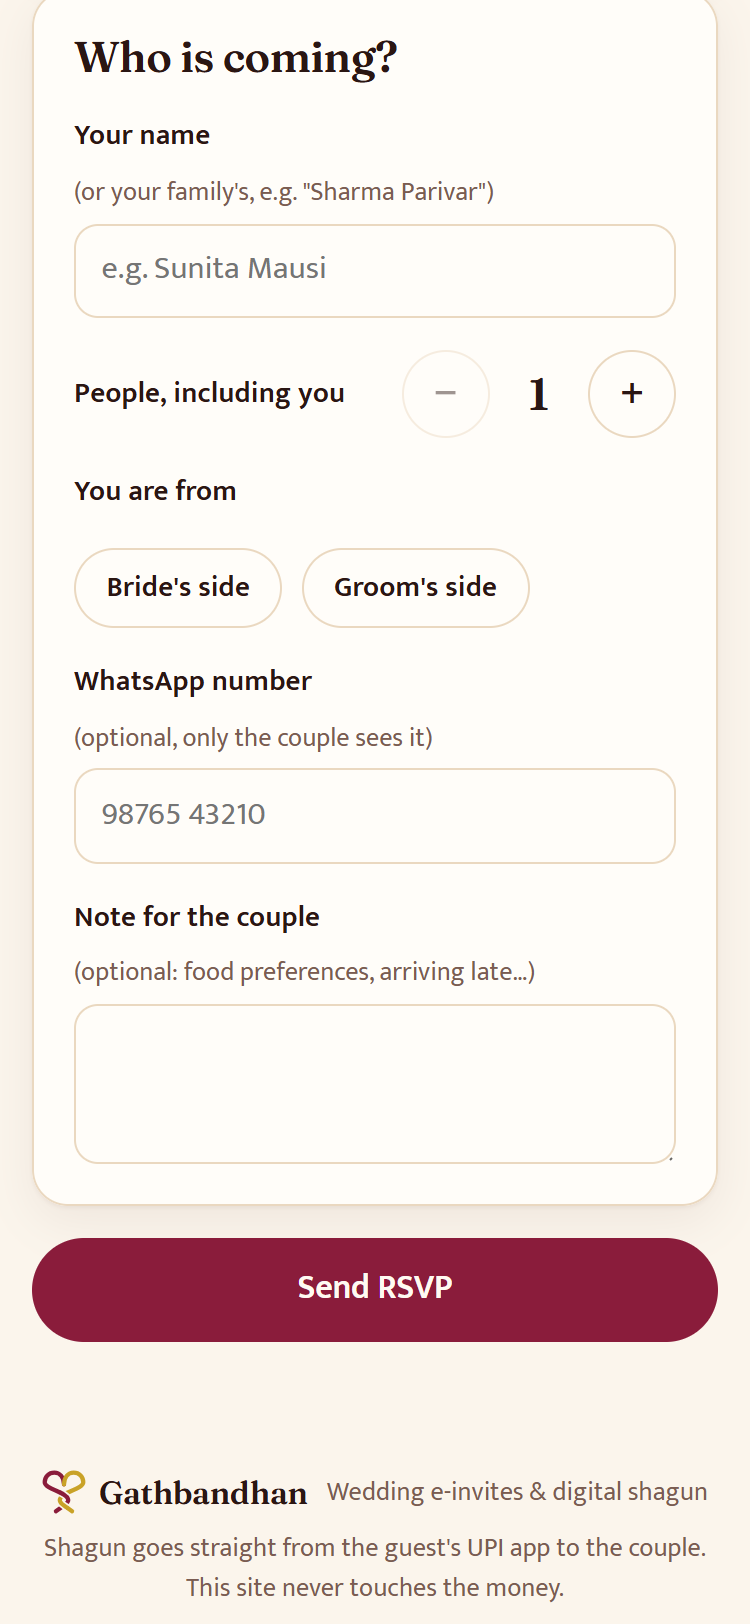 Who is coming?
Your name
(or your family's, e.g. "Sharma Parivar")
e.g. Sunita Mausi
People, including you − 1 +
You are from
Bride's side Groom's side
WhatsApp number
(optional, only the couple sees it)
98765 43210
Note for the couple
(optional: food preferences, arriving late...)
Send RSVP
Gathbandhan Wedding e-invites & digital shagun
Shagun goes straight from the guest's UPI app to the couple.
This site never touches the money.